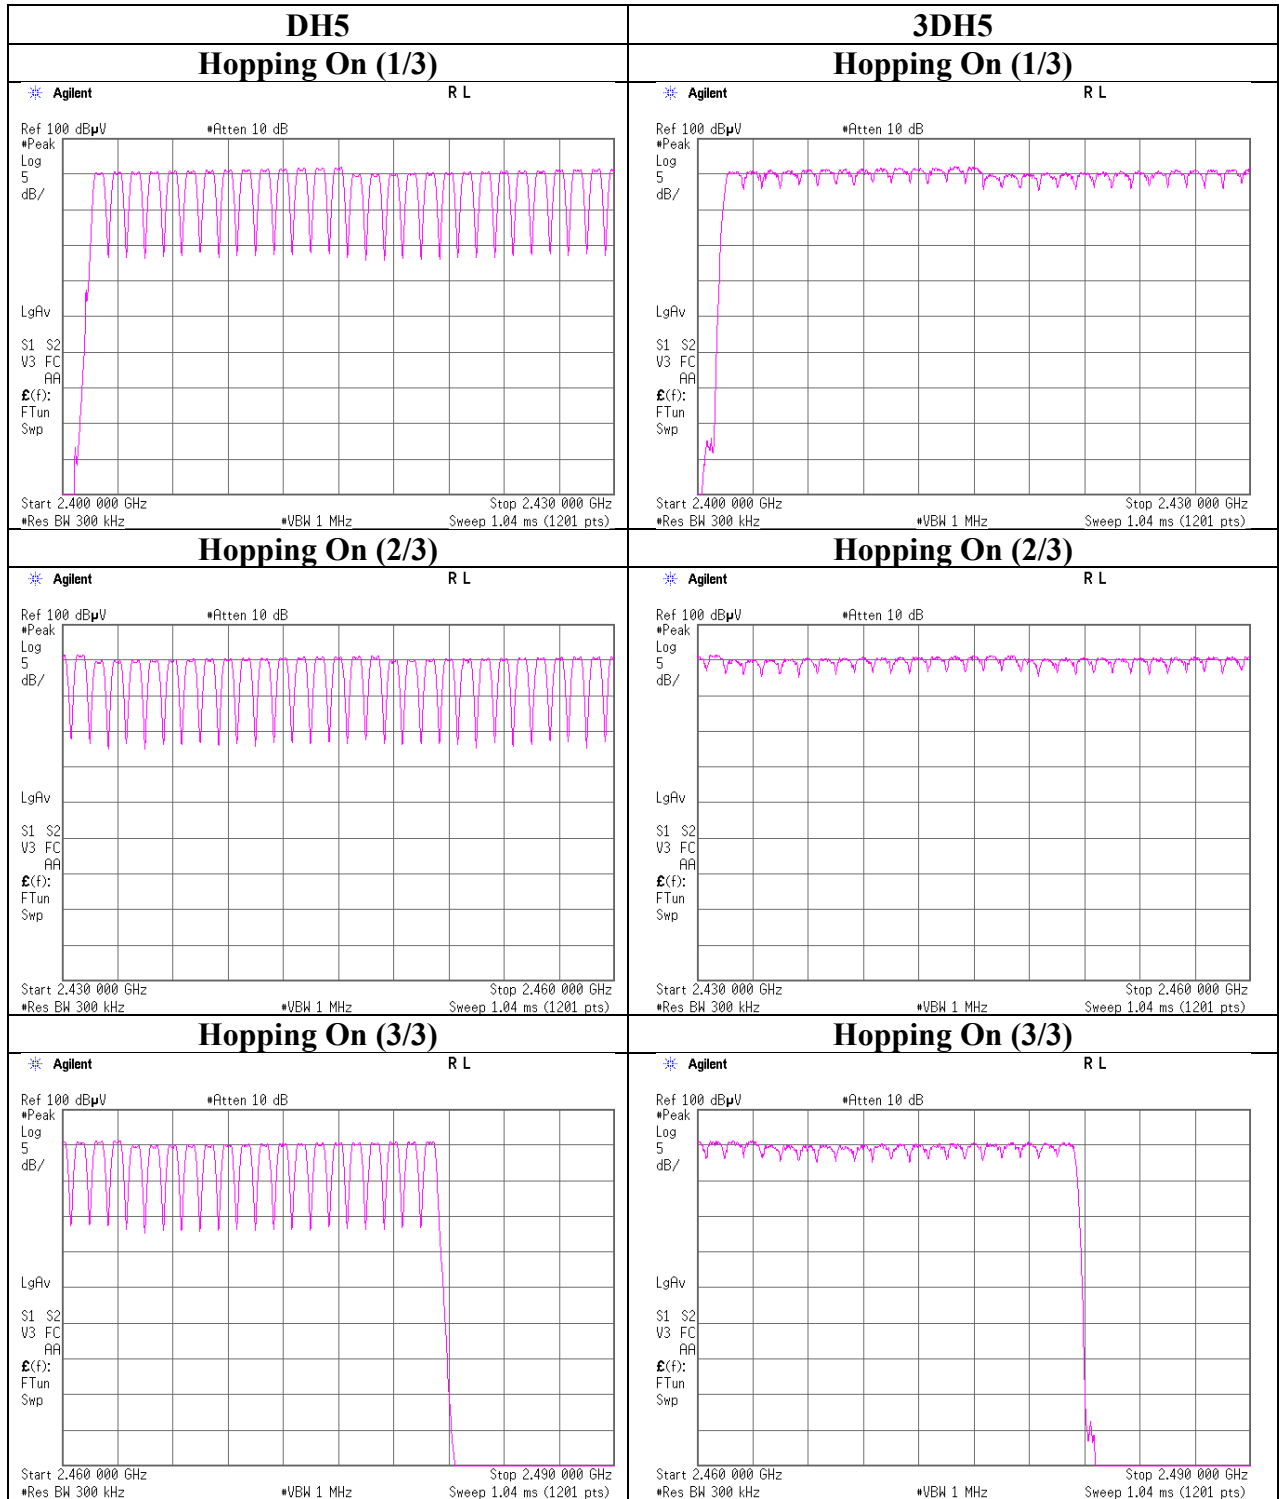 DH5
3DH5
Hopping On (1/3)
Hopping On (1/3)
Agilent R L
Ref 100 dBµV #Atten 10 dB
#Peak
Log
5
dB/
LgAv
S1 S2
V3 FC
AA
£(f):
FTun
Swp
Start 2.400 000 GHz Stop 2.430 000 GHz
#Res BW 300 kHz #VBW 1 MHz Sweep 1.04 ms (1201 pts)
Agilent R L
Ref 100 dBµV #Atten 10 dB
#Peak
Log
5
dB/
LgAv
S1 S2
V3 FC
AA
£(f):
FTun
Swp
Start 2.400 000 GHz Stop 2.430 000 GHz
#Res BW 300 kHz #VBW 1 MHz Sweep 1.04 ms (1201 pts)
Hopping On (2/3)
Hopping On (2/3)
Agilent R L
Ref 100 dBµV #Atten 10 dB
#Peak
Log
5
dB/
LgAv
S1 S2
V3 FC
AA
£(f):
FTun
Swp
Start 2.430 000 GHz Stop 2.460 000 GHz
#Res BW 300 kHz #VBW 1 MHz Sweep 1.04 ms (1201 pts)
Agilent R L
Ref 100 dBµV #Atten 10 dB
#Peak
Log
5
dB/
LgAv
S1 S2
V3 FC
AA
£(f):
FTun
Swp
Start 2.430 000 GHz Stop 2.460 000 GHz
#Res BW 300 kHz #VBW 1 MHz Sweep 1.04 ms (1201 pts)
Hopping On (3/3)
Hopping On (3/3)
Agilent R L
Ref 100 dBµV #Atten 10 dB
#Peak
Log
5
dB/
LgAv
S1 S2
V3 FC
AA
£(f):
FTun
Swp
Start 2.460 000 GHz Stop 2.490 000 GHz
#Res BW 300 kHz #VBW 1 MHz Sweep 1.04 ms (1201 pts)
Agilent R L
Ref 100 dBµV #Atten 10 dB
#Peak
Log
5
dB/
LgAv
S1 S2
V3 FC
AA
£(f):
FTun
Swp
Start 2.460 000 GHz Stop 2.490 000 GHz
#Res BW 300 kHz #VBW 1 MHz Sweep 1.04 ms (1201 pts)